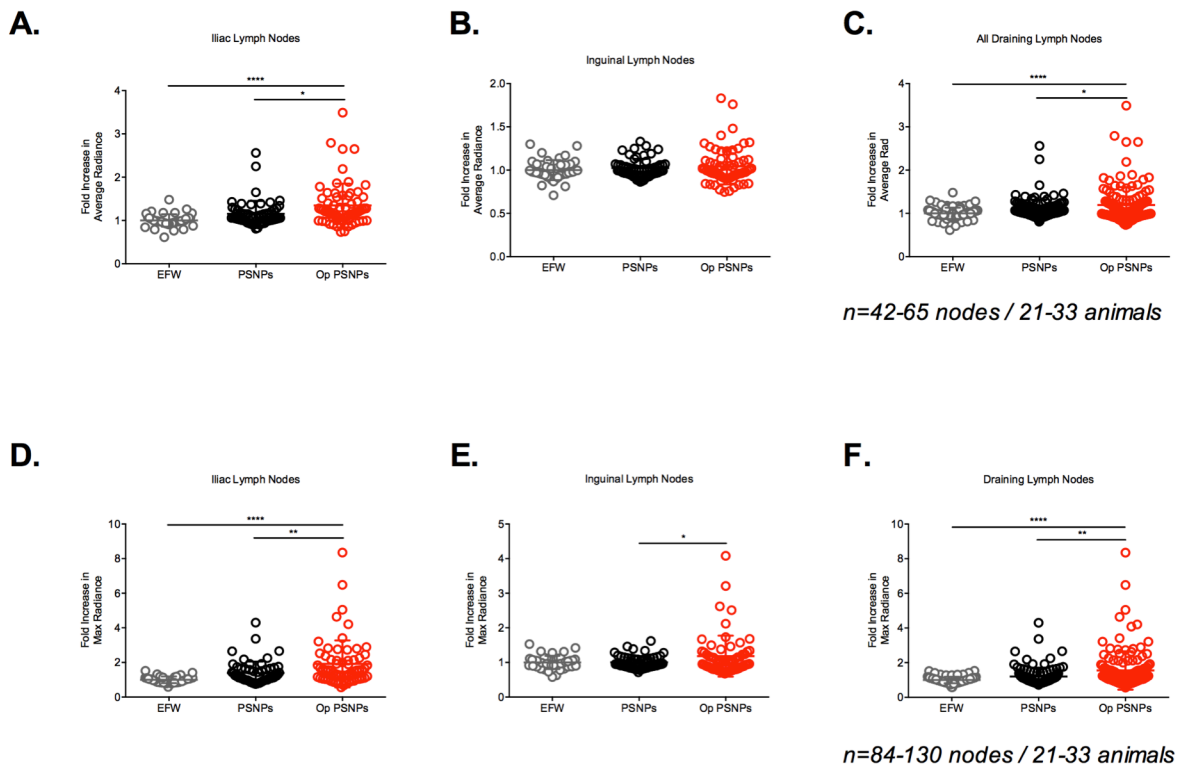 A.
Iliac Lymph Nodes
****
*
Fold Increase in
Average Radiance
4
3
2
1
0
EFW PSNPs Op PSNPs
B.
Inguinal Lymph Nodes
Fold Increase in
Average Radiance
2.0
1.5
1.0
0.5
0.0
EFW PSNPs Op PSNPs
C.
All Draining Lymph Nodes
****
*
Fold Increase in
Average Rad
4
3
2
1
0
EFW PSNPs Op PSNPs
n=42-65 nodes / 21-33 animals
D.
Iliac Lymph Nodes
****
**
Fold Increase in
Max Radiance
10
8
6
4
2
0
EFW PSNPs Op PSNPs
E.
Inguinal Lymph Nodes
*
Fold Increase in
Max Radiance
5
4
3
2
1
0
EFW PSNPs Op PSNPs
F.
Draining Lymph Nodes
****
**
Fold Increase in
Max Radiance
10
8
6
4
2
0
EFW PSNPs Op PSNPs
n=84-130 nodes / 21-33 animals